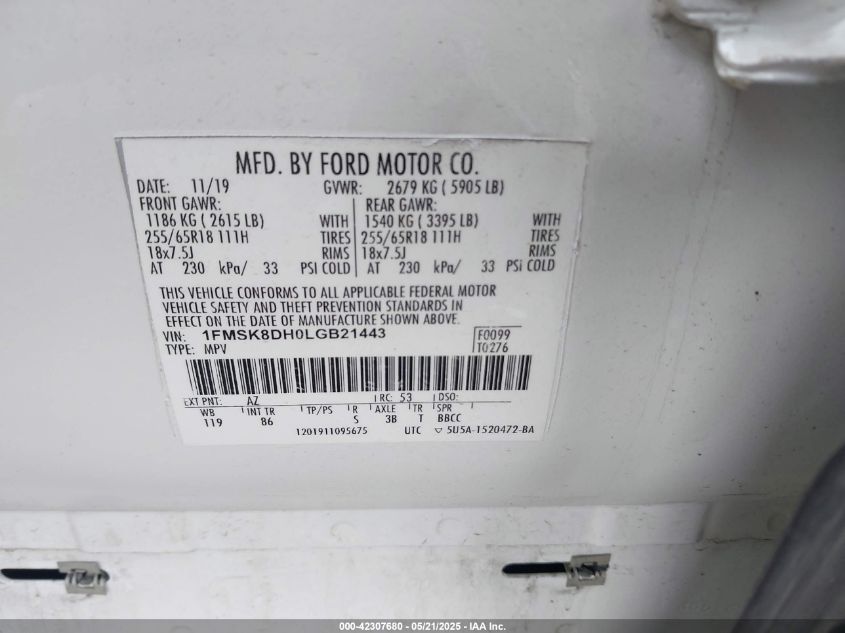 MFD. BY FORD MOTOR CO.
DATE: 11/19 GVWR: 2679 KG ( 5905 LB)
FRONT GAWR: REAR GAWR:
1186 KG ( 2615 LB) WITH 1540 KG ( 3395 LB) WITH
255/65R18 111H TIRES 255/65R18 111H TIRES
18x7.5J RIMS 18x7.5J RIMS
AT 230 kPa/ 33 PSI COLD AT 230 kPa/ 33 PSi COLD
THIS VEHICLE CONFORMS TO ALL APPLICABLE FEDERAL MOTOR
VEHICLE SAFETY AND THEFT PREVENTION STANDARDS IN
EFFECT ON THE DATE OF MANUFACTURE SHOWN ABOVE.
VIN: 1FMSK8DH0LGB21443 F0099
TYPE: MPV T0276
EXT PNT: AZ RC: 53 DSO:
WB INT TR TP/PS R AXLE TR SPR
119 86 S 3B T BBCC
1201911095675 UTC ▽ 5U5A-1520472-BA
000-42307680 - 05/21/2025 - IAA Inc.